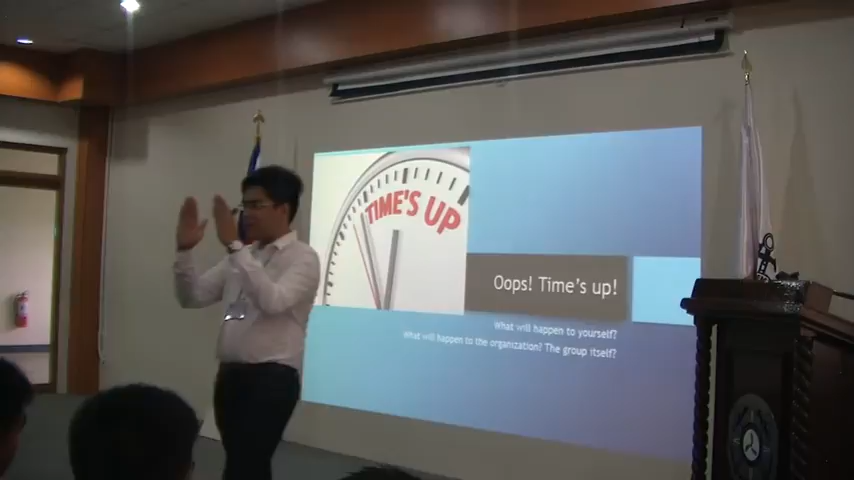 TIME'S UP
Oops! Time's up!
What will happen to yourself?
What will happen to the organization? The group itself?